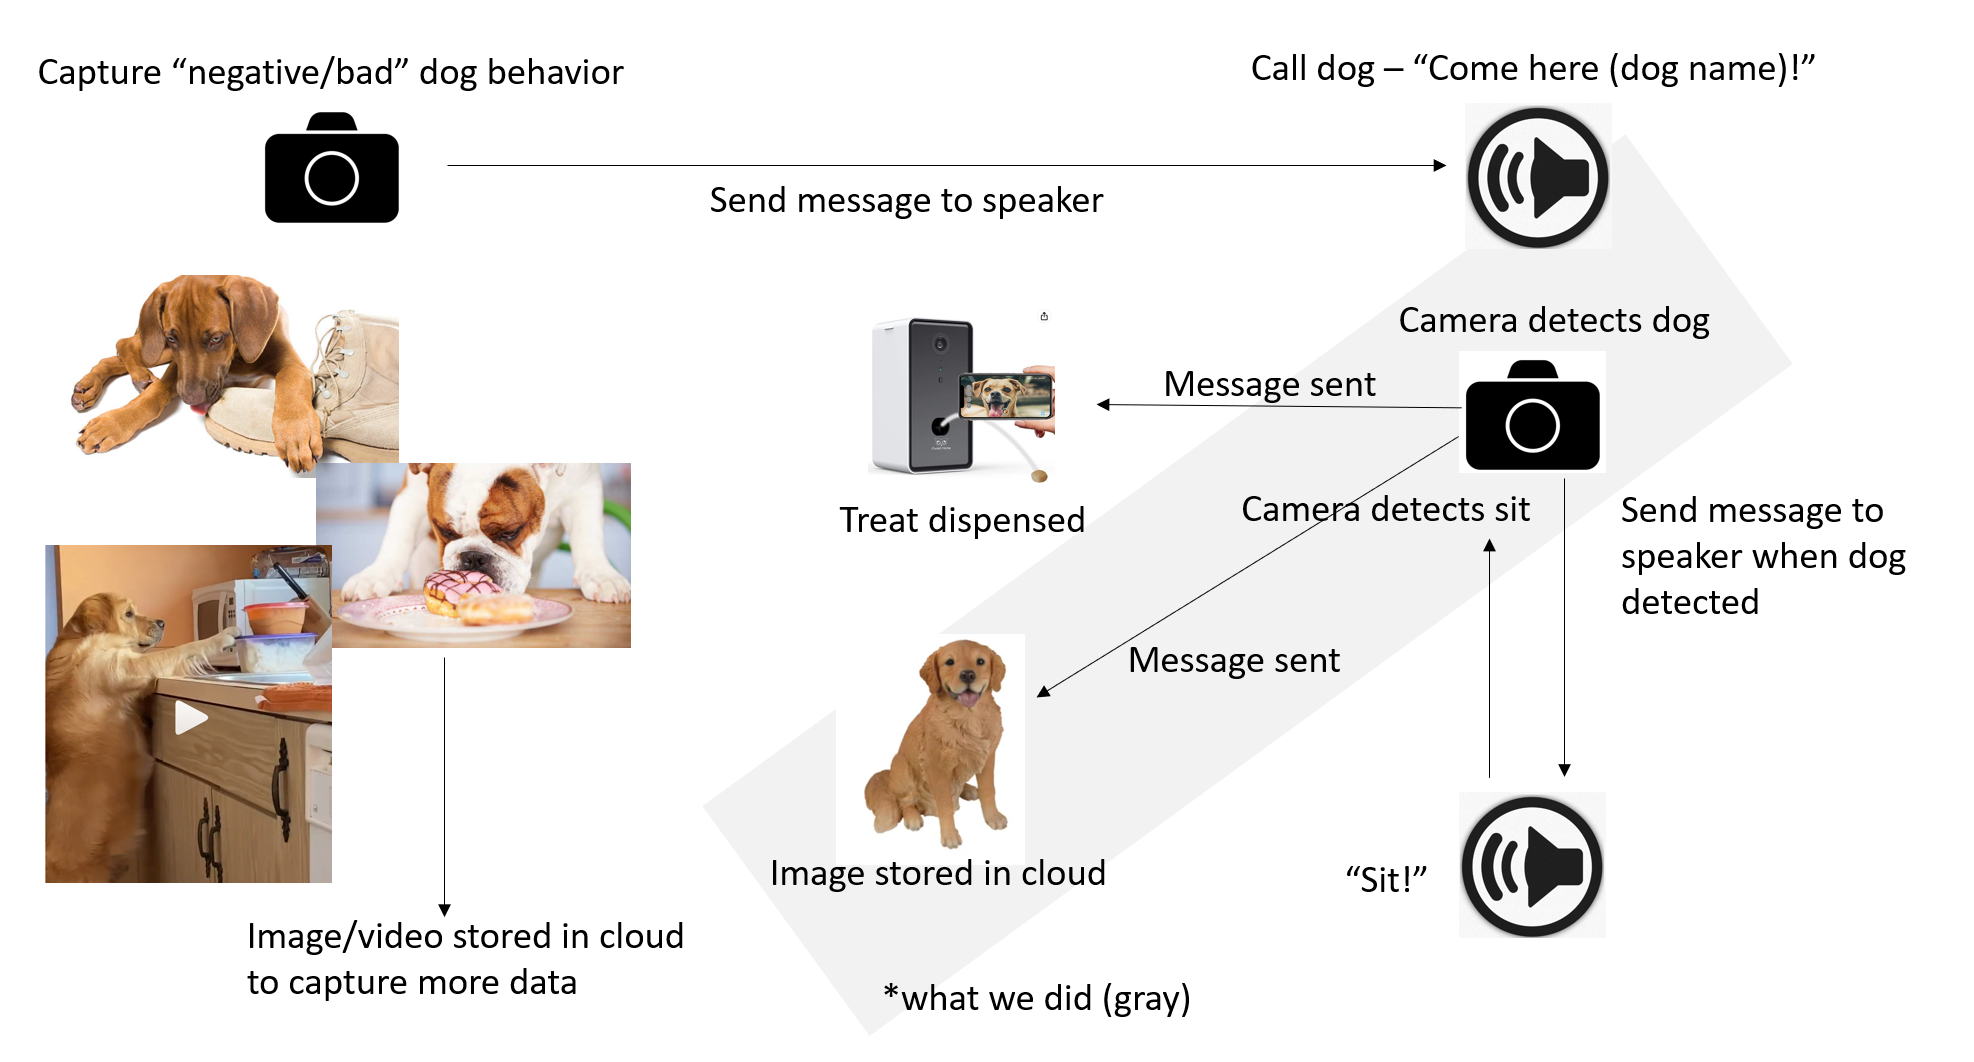 Capture “negative/bad” dog behavior
Call dog – “Come here (dog name)!”
Send message to speaker
Camera detects dog
Message sent
Treat dispensed
Camera detects sit
Send message to
speaker when dog
detected
Message sent
Image stored in cloud
“Sit!”
Image/video stored in cloud
to capture more data
*what we did (gray)